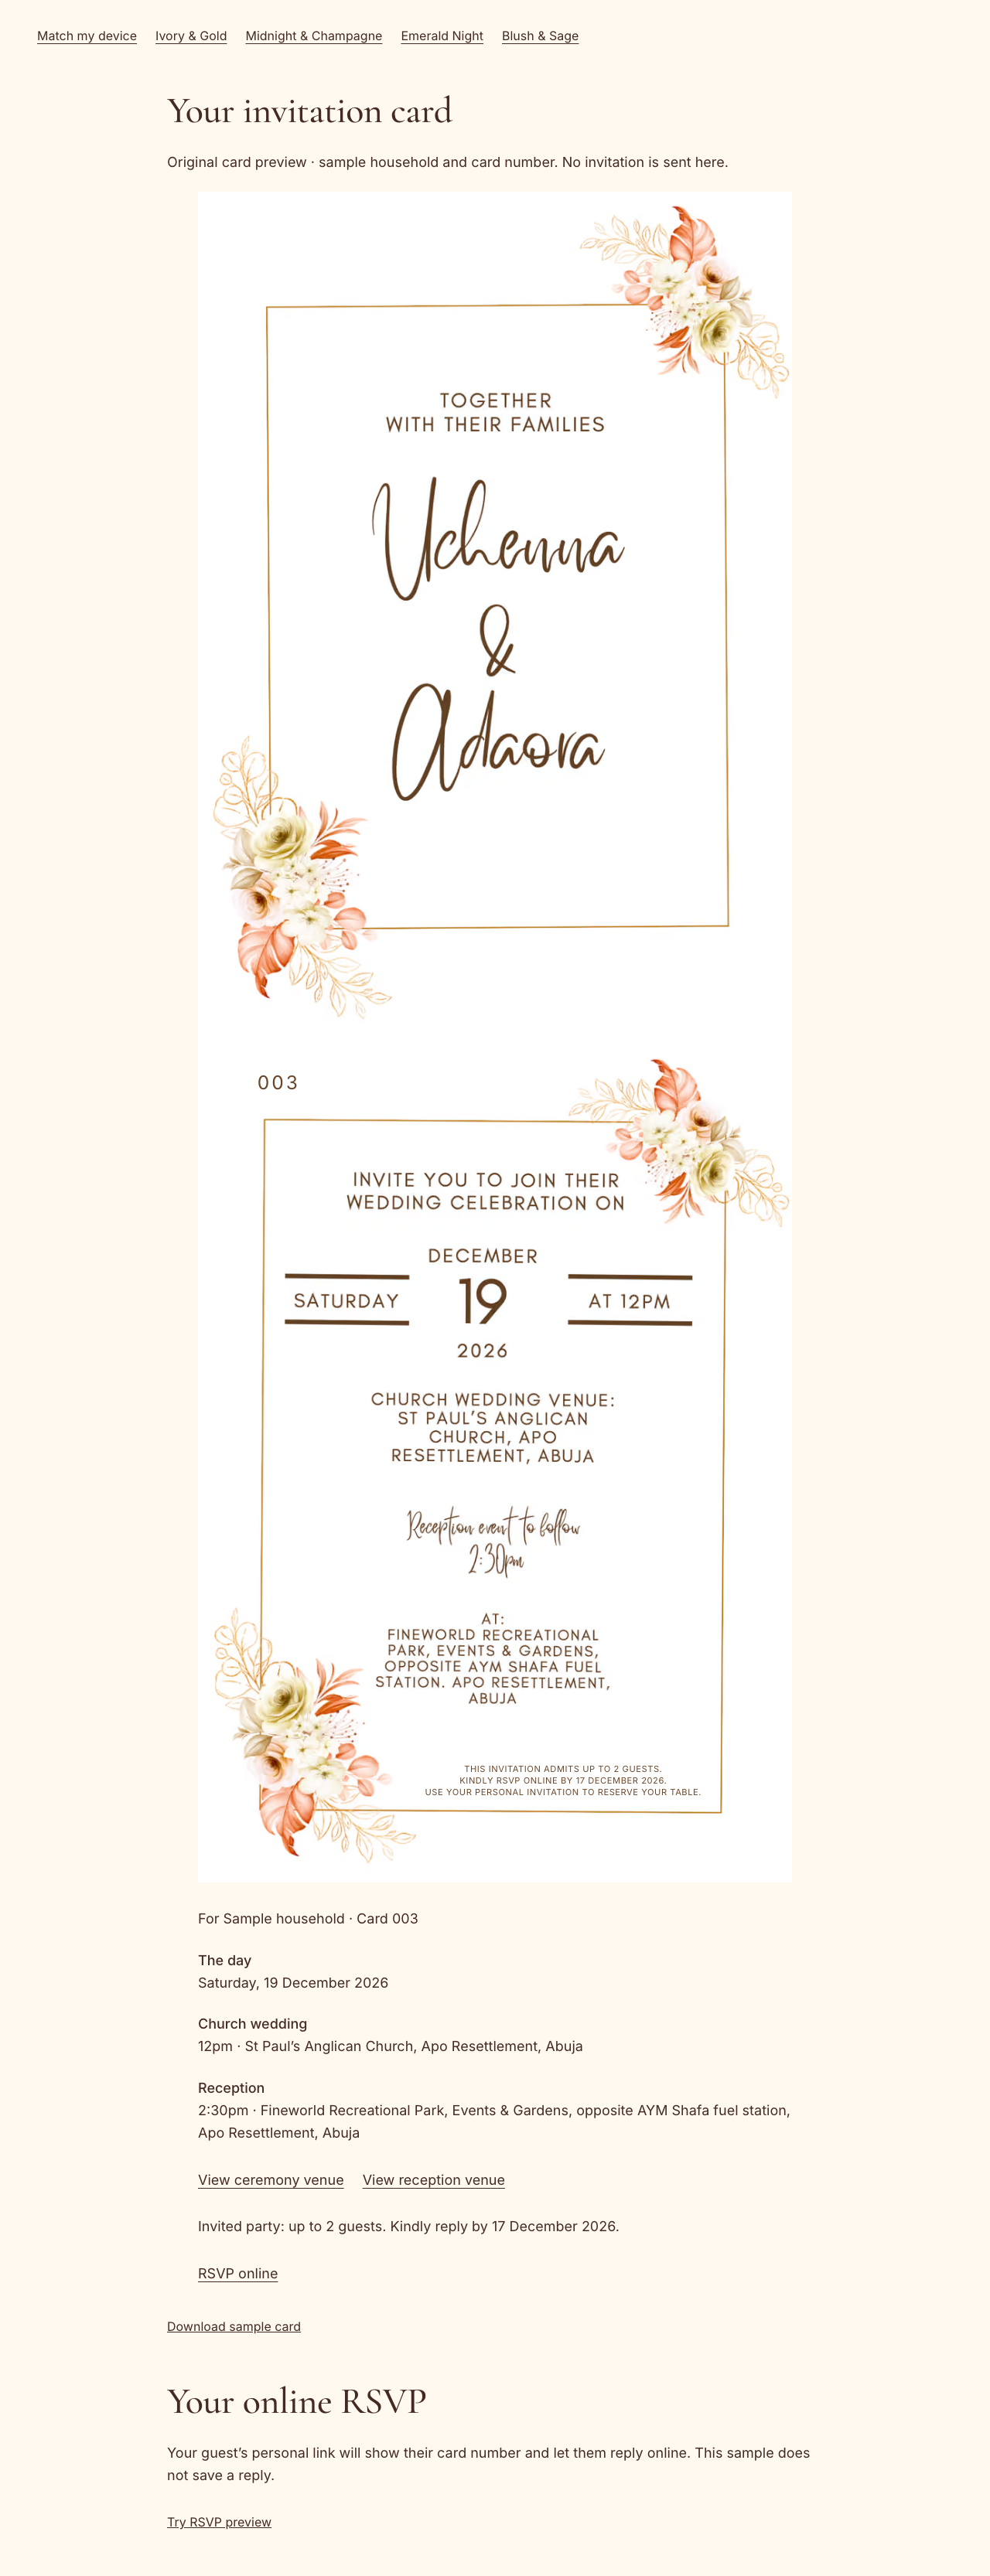 Match my device Ivory & Gold Midnight & Champagne Emerald Night Blush & Sage
Your invitation card
Original card preview · sample household and card number. No invitation is sent here.
TOGETHER
WITH THEIR FAMILIES
Uchenna
&
Adaora
003
INVITE YOU TO JOIN THEIR
WEDDING CELEBRATION ON
DECEMBER
SATURDAY 19 AT 12PM
2026
CHURCH WEDDING VENUE:
ST PAUL'S ANGLICAN
CHURCH, APO
RESETTLEMENT, ABUJA
Reception event to follow
2:30pm
AT:
FINEWORLD RECREATIONAL
PARK, EVENTS & GARDENS,
OPPOSITE AYM SHAFA FUEL
STATION. APO RESETTLEMENT,
ABUJA
THIS INVITATION ADMITS UP TO 2 GUESTS.
KINDLY RSVP ONLINE BY 17 DECEMBER 2026.
USE YOUR PERSONAL INVITATION TO RESERVE YOUR TABLE.
For Sample household · Card 003
The day
Saturday, 19 December 2026
Church wedding
12pm · St Paul’s Anglican Church, Apo Resettlement, Abuja
Reception
2:30pm · Fineworld Recreational Park, Events & Gardens, opposite AYM Shafa fuel station,
Apo Resettlement, Abuja
View ceremony venue View reception venue
Invited party: up to 2 guests. Kindly reply by 17 December 2026.
RSVP online
Download sample card
Your online RSVP
Your guest’s personal link will show their card number and let them reply online. This sample does
not save a reply.
Try RSVP preview